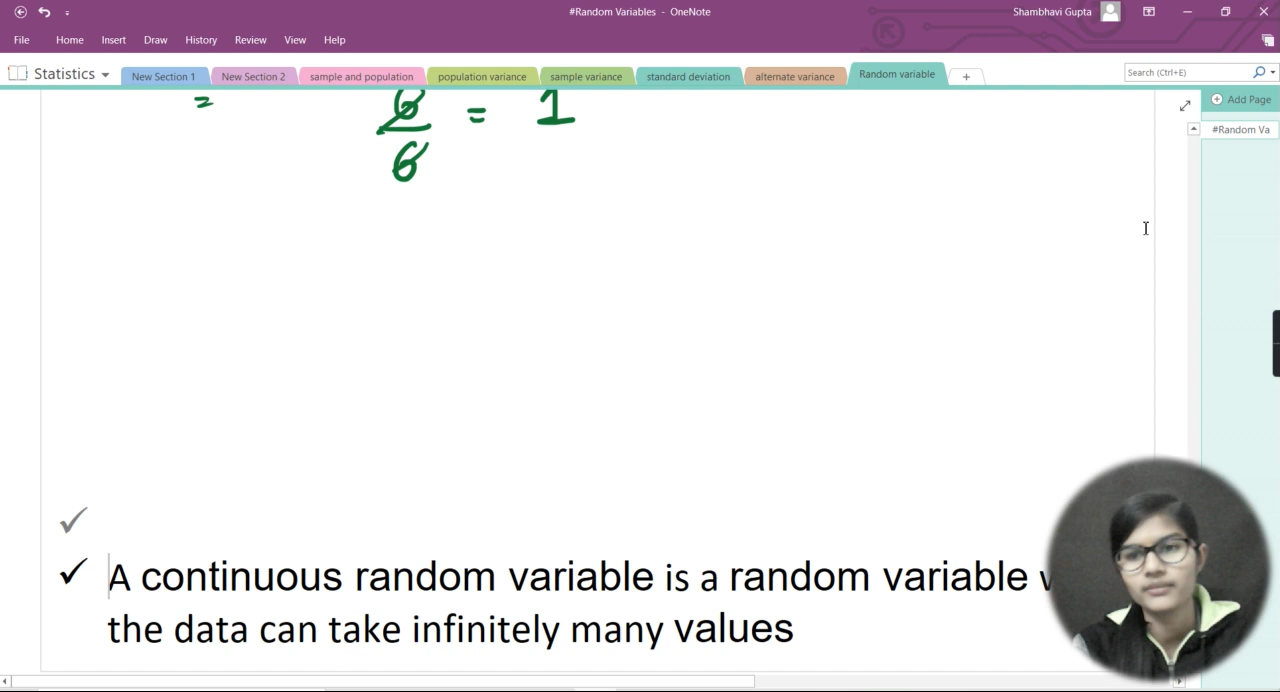 #Random Variables - OneNote
Shambhavi Gupta
File Home Insert Draw History Review View Help
Statistics
New Section 1 New Section 2 sample and population population variance sample variance standard deviation alternate variance Random variable +
Search (Ctrl+E)
Add Page
#Random Va
= 6/6 = 1
✓
✓ A continuous random variable is a random variable
the data can take infinitely many values